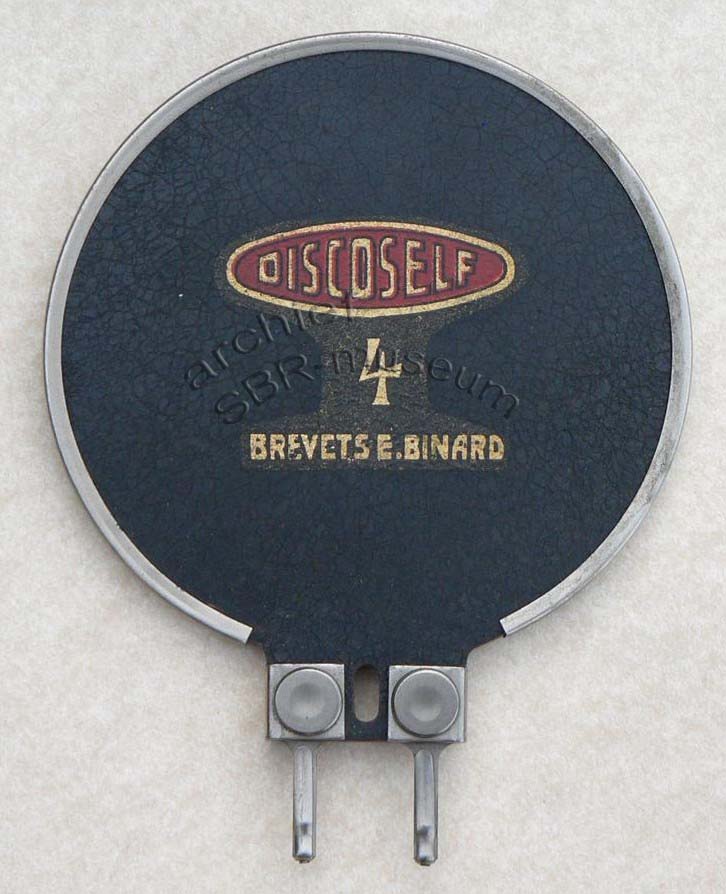 DISCOSELF
4
BREVETS E.BINARD
archief
SBR-museum